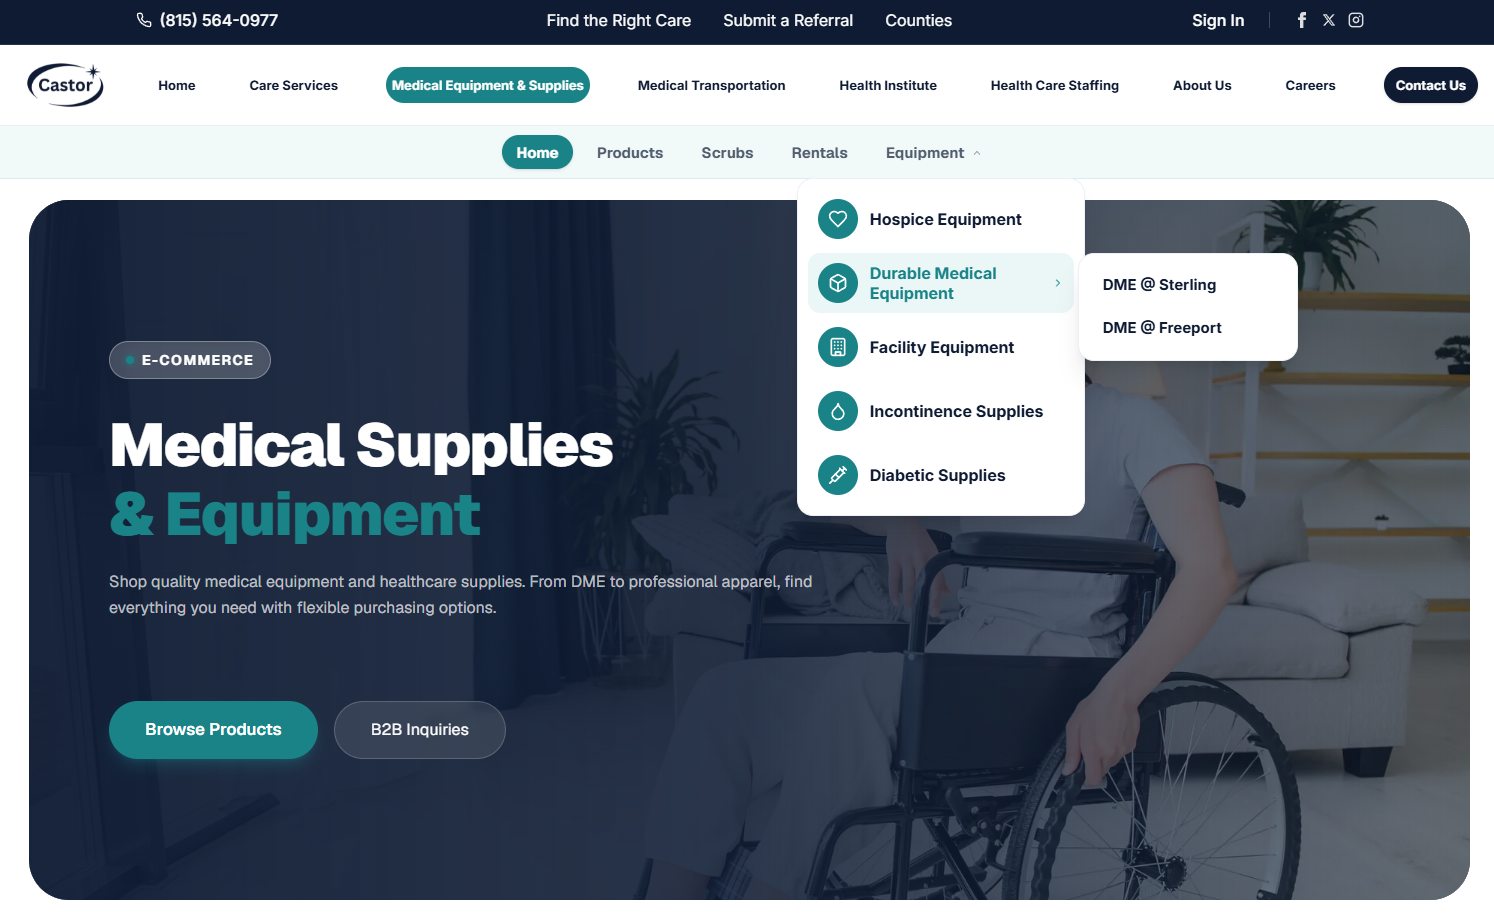 (815) 564-0977
Find the Right Care
Submit a Referral
Counties
Sign In
Castor
Home
Care Services
Medical Equipment & Supplies
Medical Transportation
Health Institute
Health Care Staffing
About Us
Careers
Contact Us
Home
Products
Scrubs
Rentals
Equipment
Hospice Equipment
Durable Medical
Equipment
DME @ Sterling
DME @ Freeport
Facility Equipment
Incontinence Supplies
Diabetic Supplies
E-COMMERCE
Medical Supplies
& Equipment
Shop quality medical equipment and healthcare supplies. From DME to professional apparel, find
everything you need with flexible purchasing options.
Browse Products
B2B Inquiries